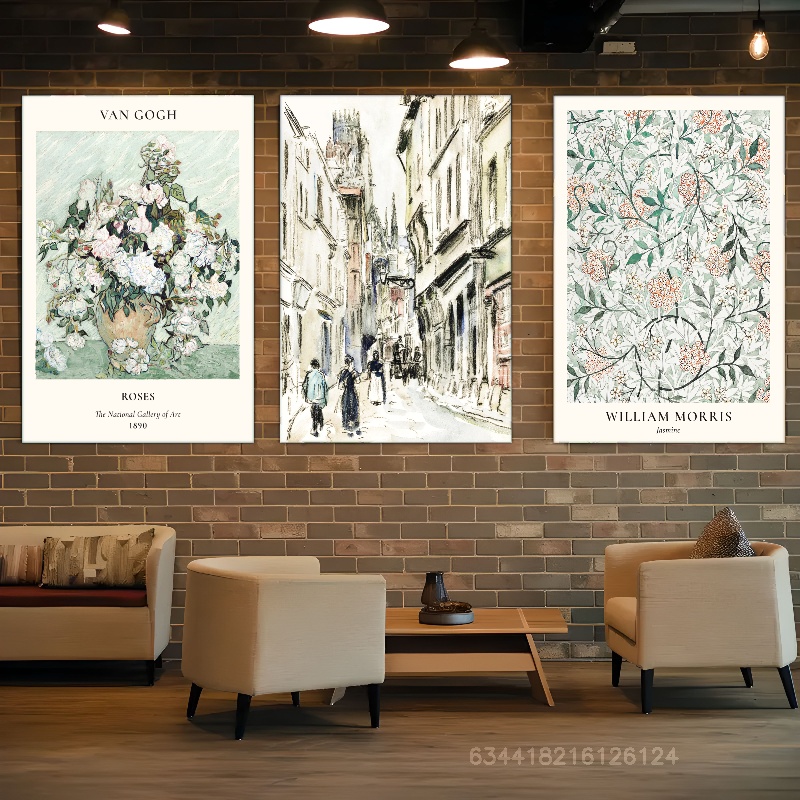 VAN GOGH
ROSES
The National Gallery of Art
1890
WILLIAM MORRIS
Jasmine
634418216126124